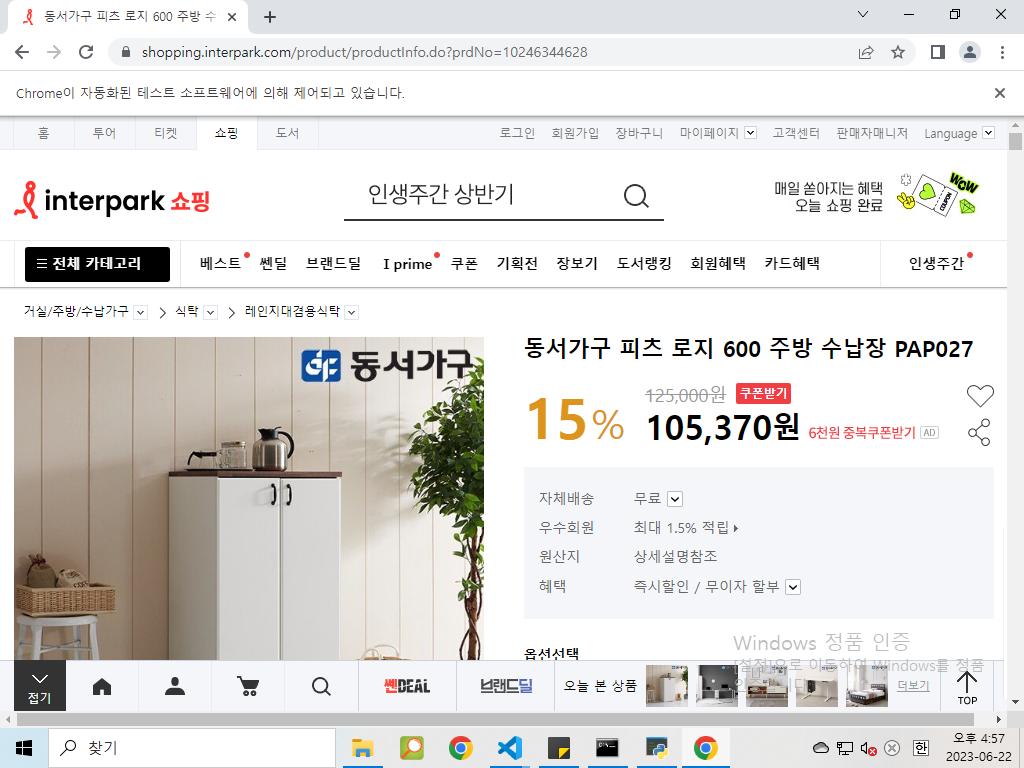 동서가구 피츠 로지 600 주방 수
shopping.interpark.com/product/productInfo.do?prdNo=10246344628
Chrome이 자동화된 테스트 소프트웨어에 의해 제어되고 있습니다.
홈 투어 티켓 쇼핑 도서 로그인 회원가입 장바구니 마이페이지 고객센터 판매자매니저 Language
interpark 쇼핑
인생주간 상반기
매일 쏟아지는 혜택
오늘 쇼핑 완료
WOW
COUPON
전체 카테고리 베스트 쎈딜 브랜드딜 I prime 쿠폰 기획전 장보기 도서랭킹 회원혜택 카드혜택 인생주간
거실/주방/수납가구 식탁 레인지대겸용식탁
동서가구
동서가구 피츠 로지 600 주방 수납장 PAP027
125,000원 쿠폰받기
15% 105,370원 6천원 중복쿠폰받기 AD
자체배송 무료
우수회원 최대 1.5% 적립
원산지 상세설명참조
혜택 즉시할인 / 무이자 할부
옵션선택
Windows 정품 인증
[설정]으로 이동하여 Windows를 정품
접기
쎈DEAL 브랜드딜 오늘 본 상품 더보기 TOP
찾기
한
오후 4:57
2023-06-22